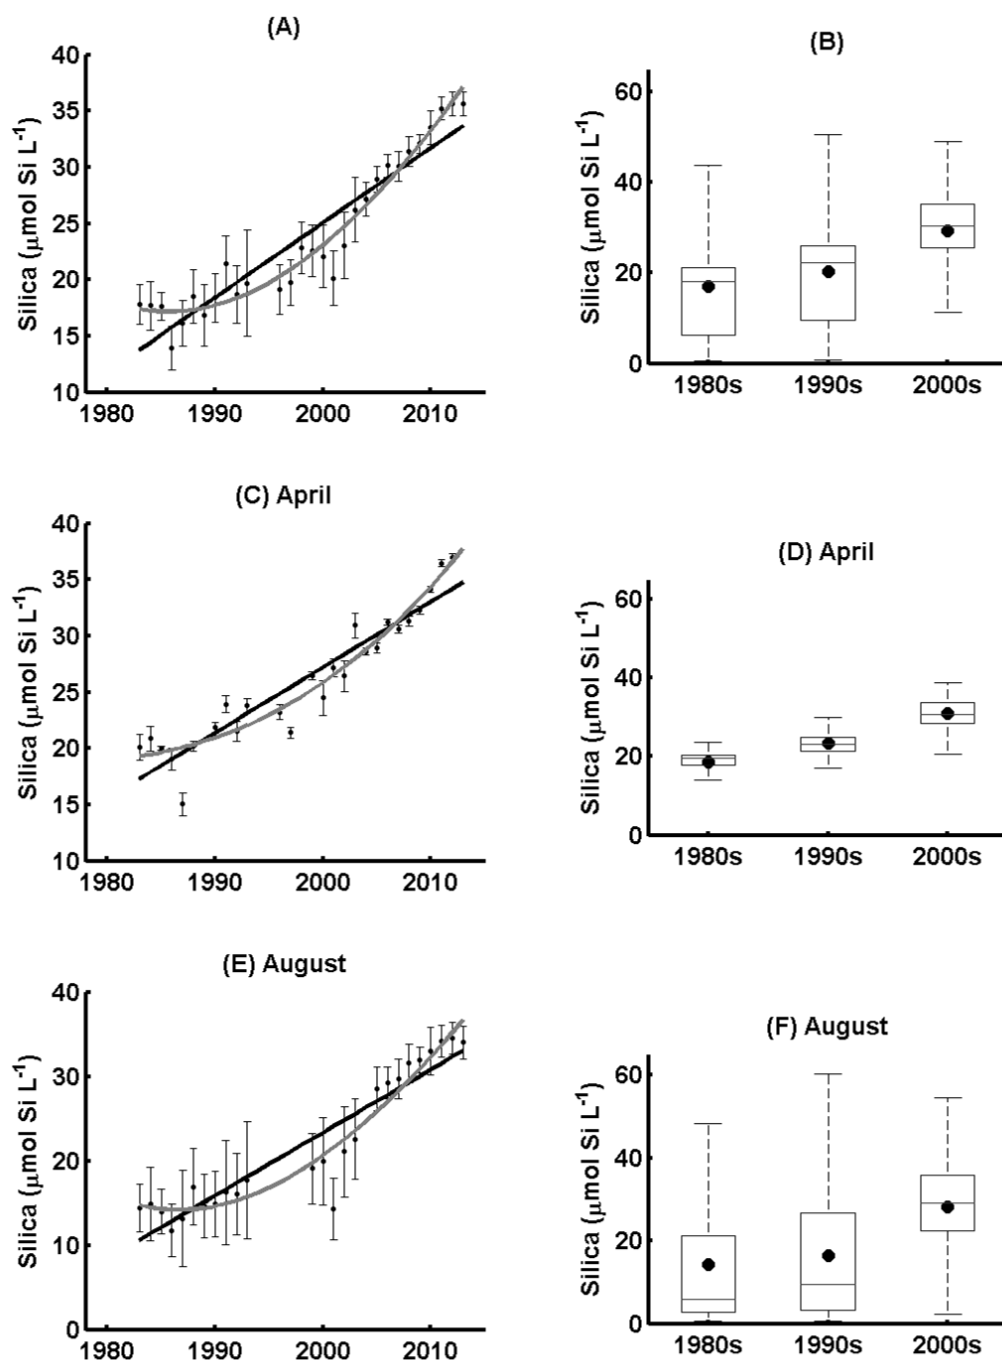 (A)
Silica (μmol Si L⁻¹)
40
35
30
25
20
15
10
1980 1990 2000 2010
(B)
Silica (μmol Si L⁻¹)
60
40
20
0
1980s 1990s 2000s
(C) April
Silica (μmol Si L⁻¹)
40
35
30
25
20
15
10
1980 1990 2000 2010
(D) April
Silica (μmol Si L⁻¹)
60
40
20
0
1980s 1990s 2000s
(E) August
Silica (μmol Si L⁻¹)
40
30
20
10
0
1980 1990 2000 2010
(F) August
Silica (μmol Si L⁻¹)
60
40
20
0
1980s 1990s 2000s